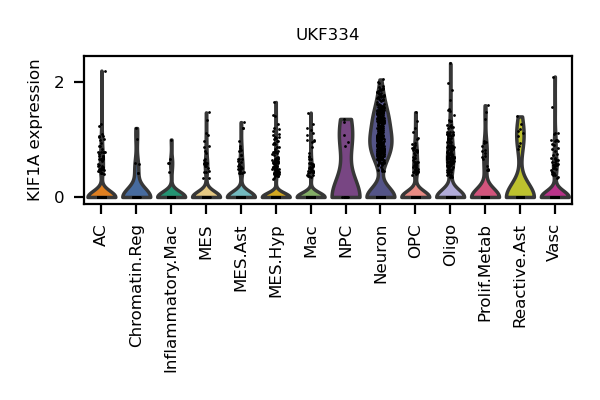 UKF334
KIF1A expression
2
0
AC
Chromatin.Reg
Inflammatory.Mac
MES
MES.Ast
MES.Hyp
Mac
NPC
Neuron
OPC
Oligo
Prolif.Metab
Reactive.Ast
Vasc